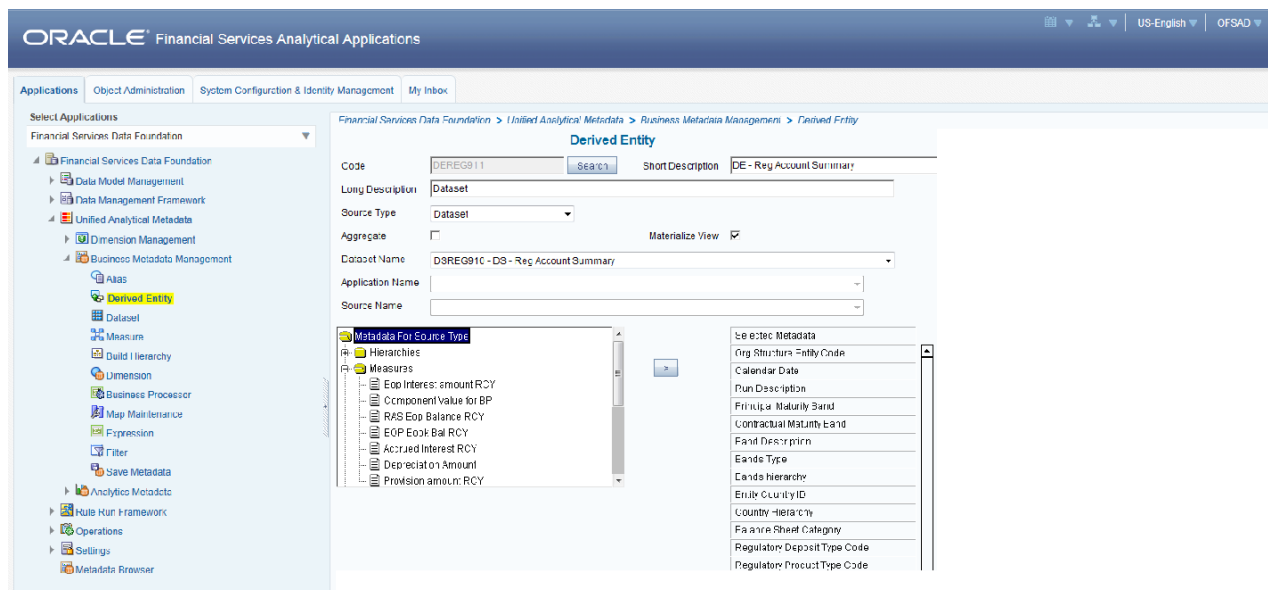 US-English OFSAD
ORACLE Financial Services Analytical Applications
Applications Object Administration System Configuration & Identity Management My Inbox
Select Applications
Financial Services Data Foundation
Financial Services Data Foundation
Data Model Management
Data Management Framework
Unified Analytical Metadata
Dimension Management
Business Metadata Management
Alias
Derived Entity
Dataset
Measure
Build Hierarchy
Dimension
Business Processor
Map Maintenance
Expression
Filter
Save Metadata
Analytics Metadata
Rule Run Framework
Operations
Settings
Metadata Browser
Financial Services Data Foundation > Unified Analytical Metadata > Business Metadata Management > Derived Entity
Derived Entity
Code DEREG911 Search Short Description DE - Reg Account Summary
Long Description Dataset
Source Type Dataset
Aggregate Materialize View
Dataset Name DSREG910 - DS - Reg Account Summary
Application Name
Source Name
Metadata For Source Type
Hierarchies
Measures
Eop Interest amount RCY
Component Value for BP
RAS Eop Balance RCY
EOP Book Bal RCY
Accrued Interest RCY
Depreciation Amount
Provision amount RCY
>
Selected Metadata
Org Structure Entity Code
Calendar Date
Run Description
Principal Maturity Band
Contractual Maturity Band
Band Description
Bands Type
Bands hierarchy
Entity Country ID
Country Hierarchy
Balance Sheet Category
Regulatory Deposit Type Code
Regulatory Product Type Code